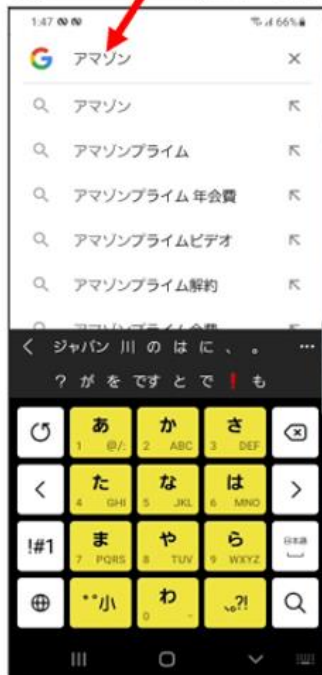 1:47 66%
G アマゾン ×
アマゾン
アマゾンプライム
アマゾンプライム 年会費
アマゾンプライムビデオ
アマゾンプライム解約
ジャパン 川 の は に 、 。 …
? が を です と で ❗ も
あ か さ
1 @/: 2 ABC 3 DEF
た な は
4 GHI 5 JKL 6 MNO
!#1 ま や ら 日本語
7 PQRS 8 TUV 9 WXYZ
゛゜小 わ 、。?!
0 -